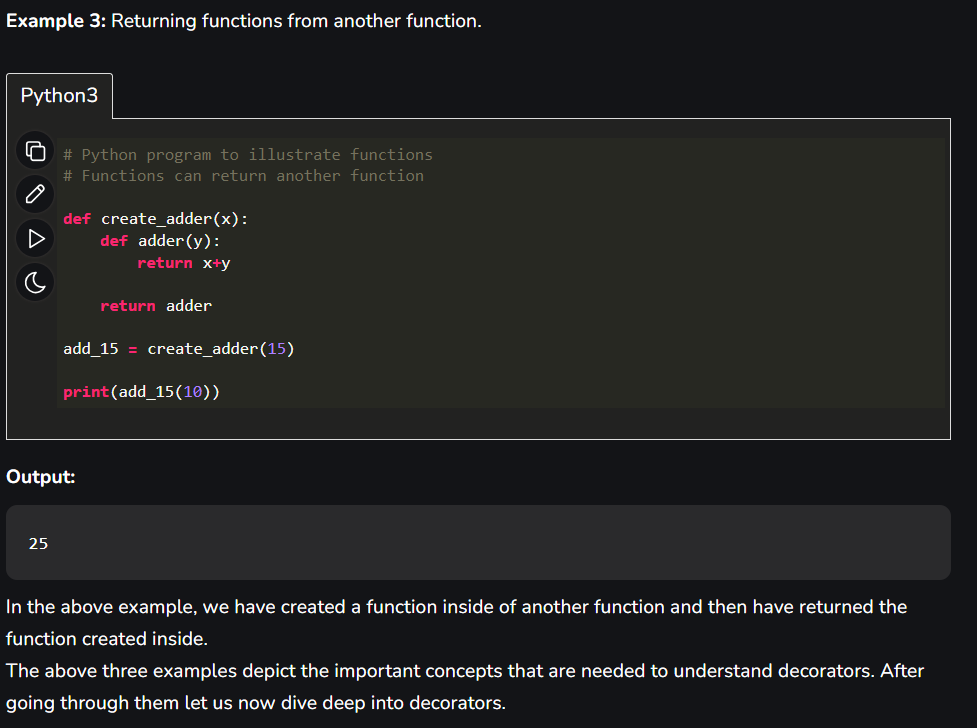 Example 3: Returning functions from another function.
Python3
# Python program to illustrate functions
# Functions can return another function
def create_adder(x):
    def adder(y):
        return x+y
    return adder
add_15 = create_adder(15)
print(add_15(10))
Output:
25
In the above example, we have created a function inside of another function and then have returned the
function created inside.
The above three examples depict the important concepts that are needed to understand decorators. After
going through them let us now dive deep into decorators.